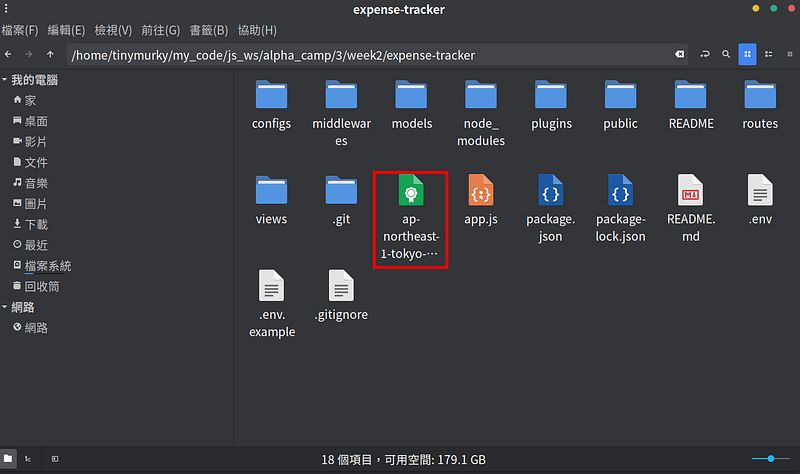 expense-tracker
檔案(F) 編輯(E) 檢視(V) 前往(G) 書籤(B) 協助(H)
/home/tinymurky/my_code/js_ws/alpha_camp/3/week2/expense-tracker
我的電腦
家
桌面
影片
文件
音樂
圖片
下載
最近
檔案系統
回收筒
網路
網路
configs
middlewar
es
models
node_
modules
plugins
public
README
routes
views
.git
ap-
northeast-
1-tokyo-⋯
app.js
package.
json
package-
lock.json
README.
md
.env
.env.
example
.gitignore
18 個項目，可用空間: 179.1 GB